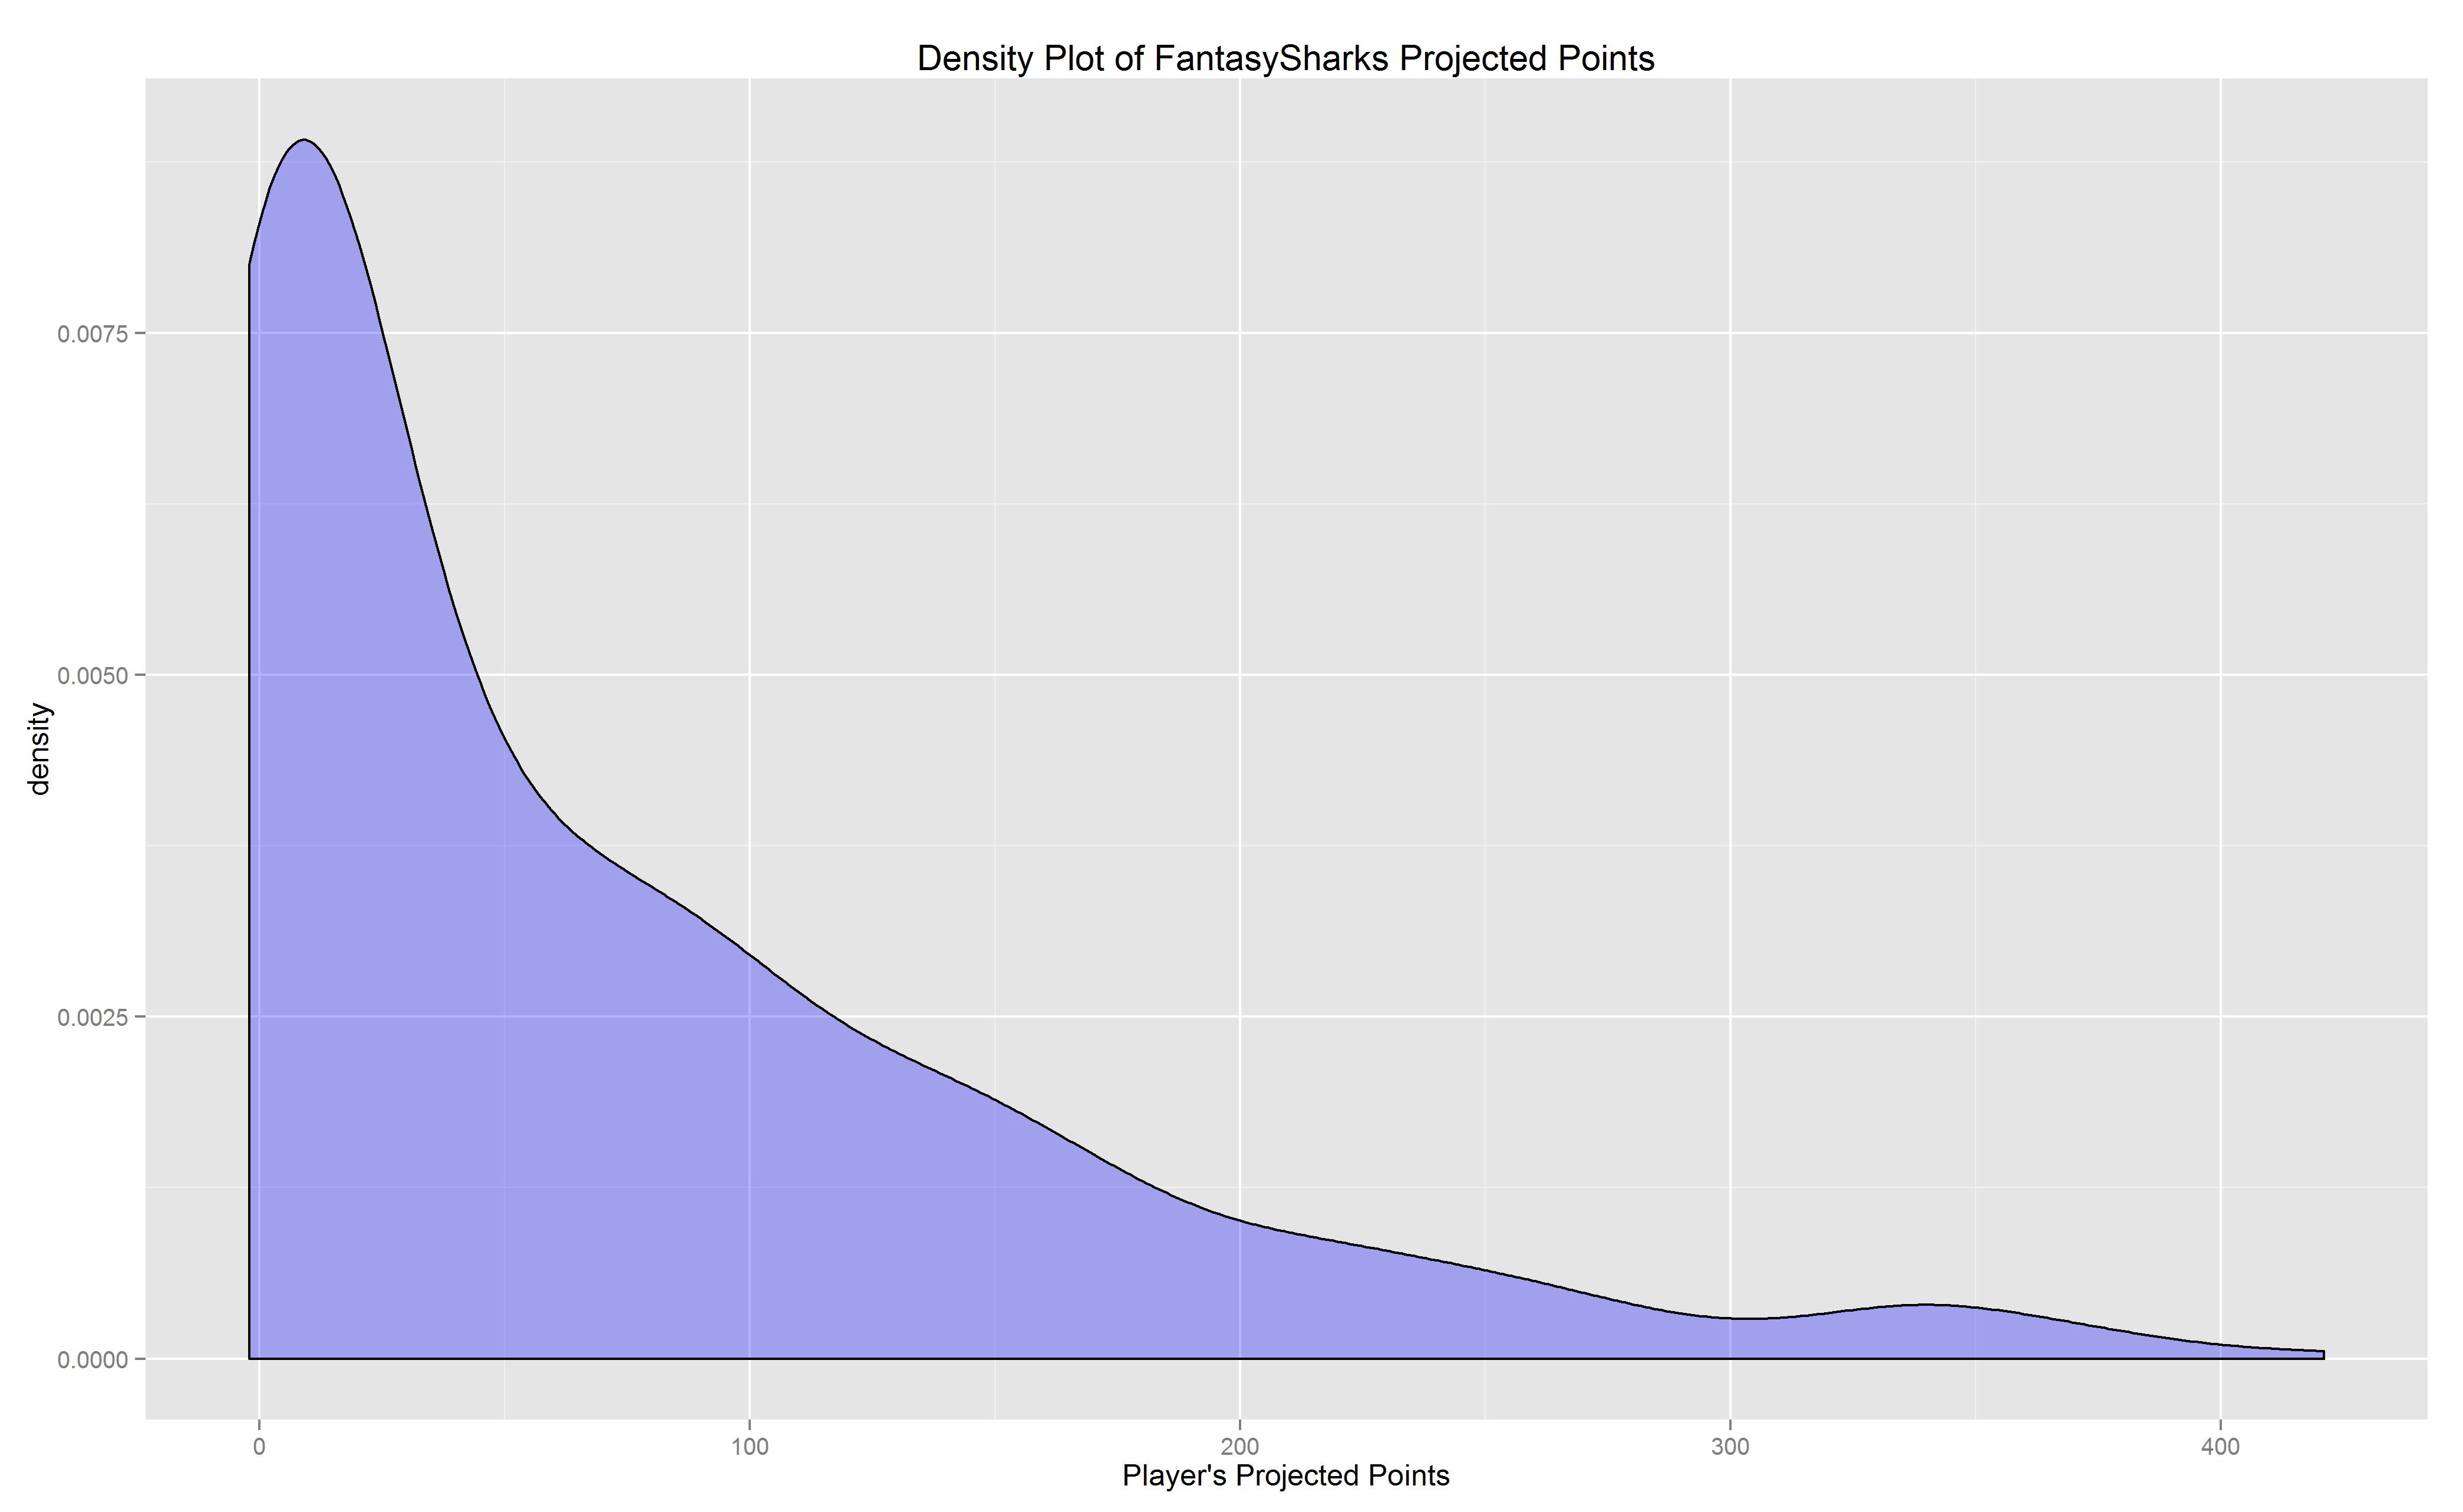 Density Plot of FantasySharks Projected Points
0.0075
0.0050
0.0025
0.0000
density
0 100 200 300 400
Player's Projected Points